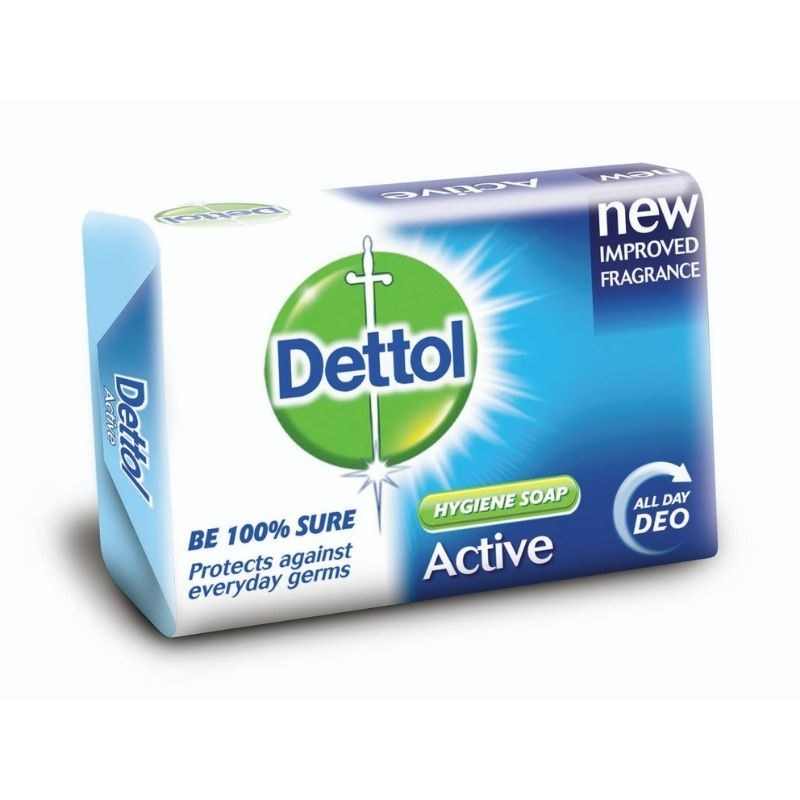 Dettol
Active
new
new
IMPROVED
FRAGRANCE
Dettol
Dettol
Active
HYGIENE SOAP
Active
ALL DAY
DEO
BE 100% SURE
Protects against
everyday germs